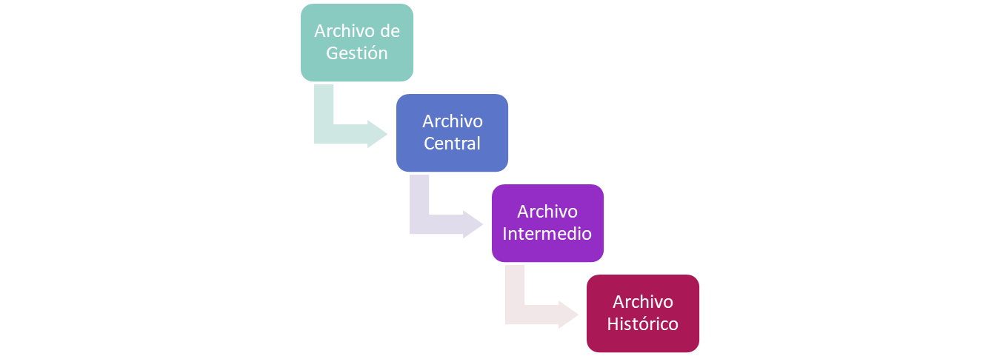 Archivo de
Gestión
Archivo
Central
Archivo
Intermedio
Archivo
Histórico